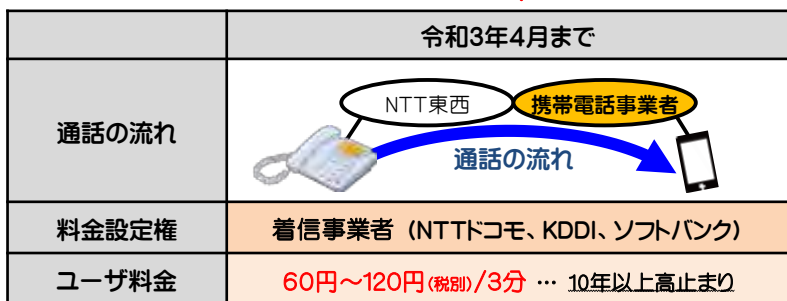 令和3年4月まで
通話の流れ
NTT東西
携帯電話事業者
通話の流れ
料金設定権
着信事業者 (NTTドコモ、KDDI、ソフトバンク)
ユーザ料金
60円～120円(税別)/3分 … 10年以上高止まり